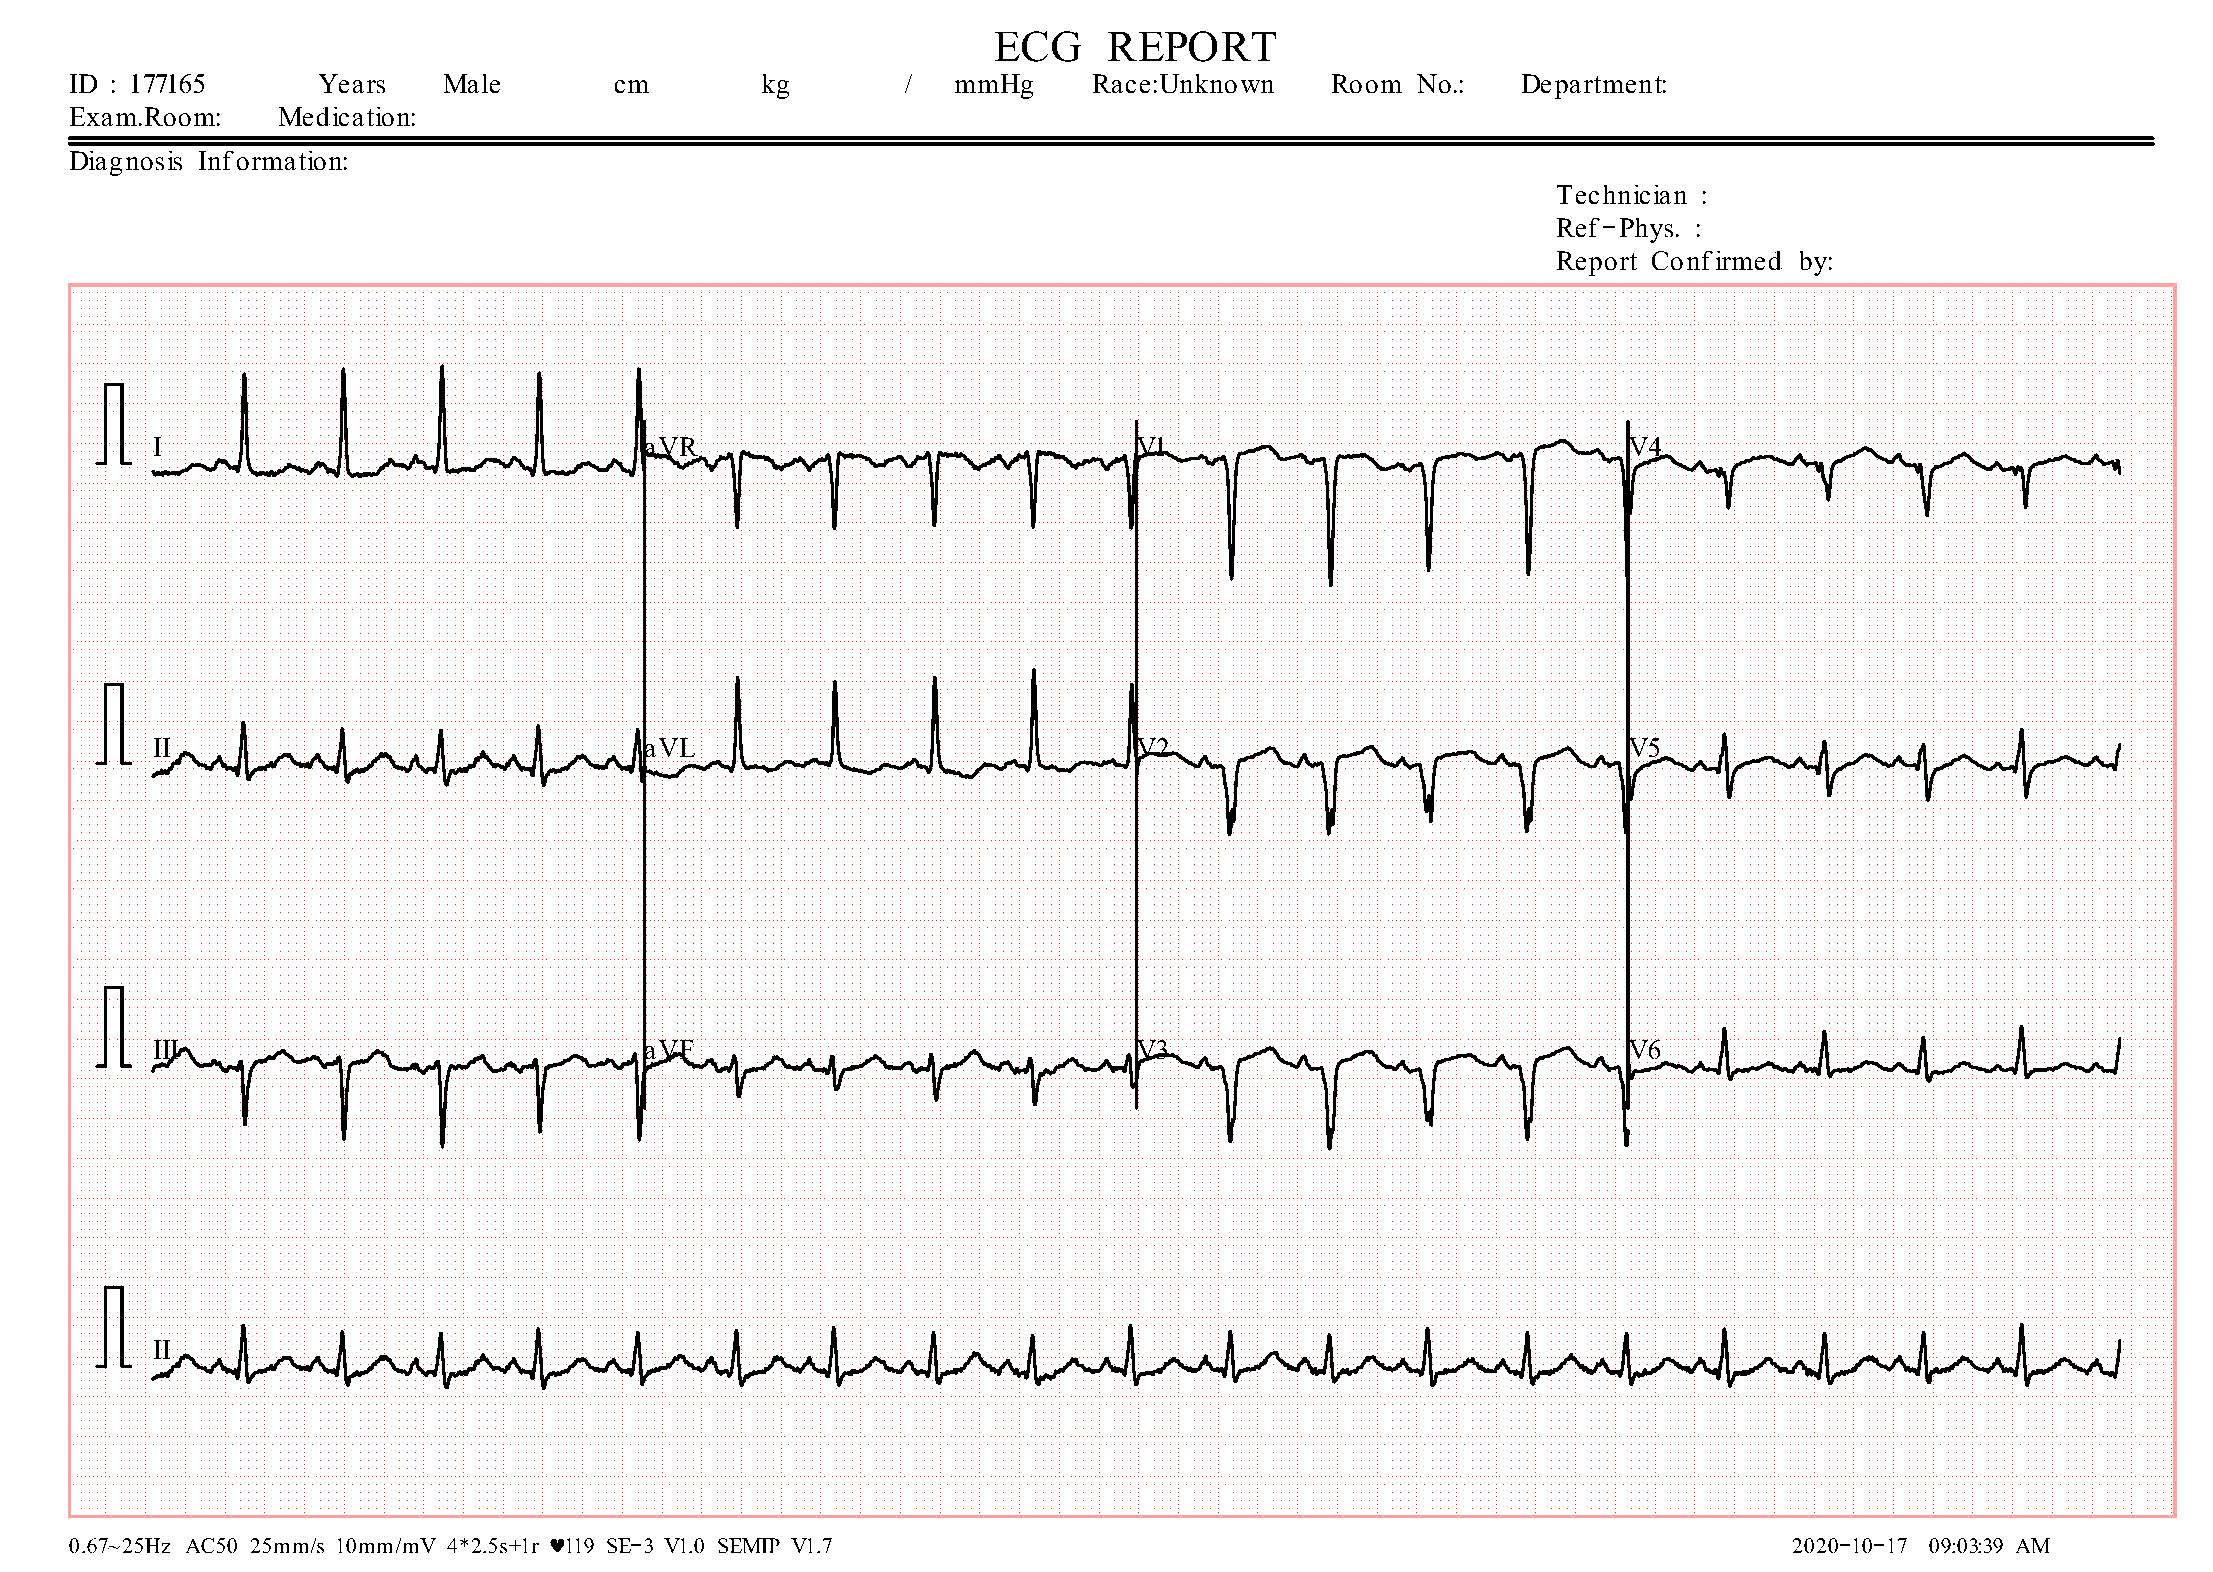 ECG REPORT
ID : 177165 Years Male cm kg / mmHg Race:Unknown Room No.: Department:
Exam.Room: Medication:
Diagnosis Information:
Technician :
Ref-Phys. :
Report Confirmed by:
I aVR V1 V4
II aVL V2 V5
III aVF V3 V6
II
0.67~25Hz AC50 25mm/s 10mm/mV 4*2.5s+1r ♥119 SE-3 V1.0 SEMIP V1.7 2020-10-17 09:03:39 AM